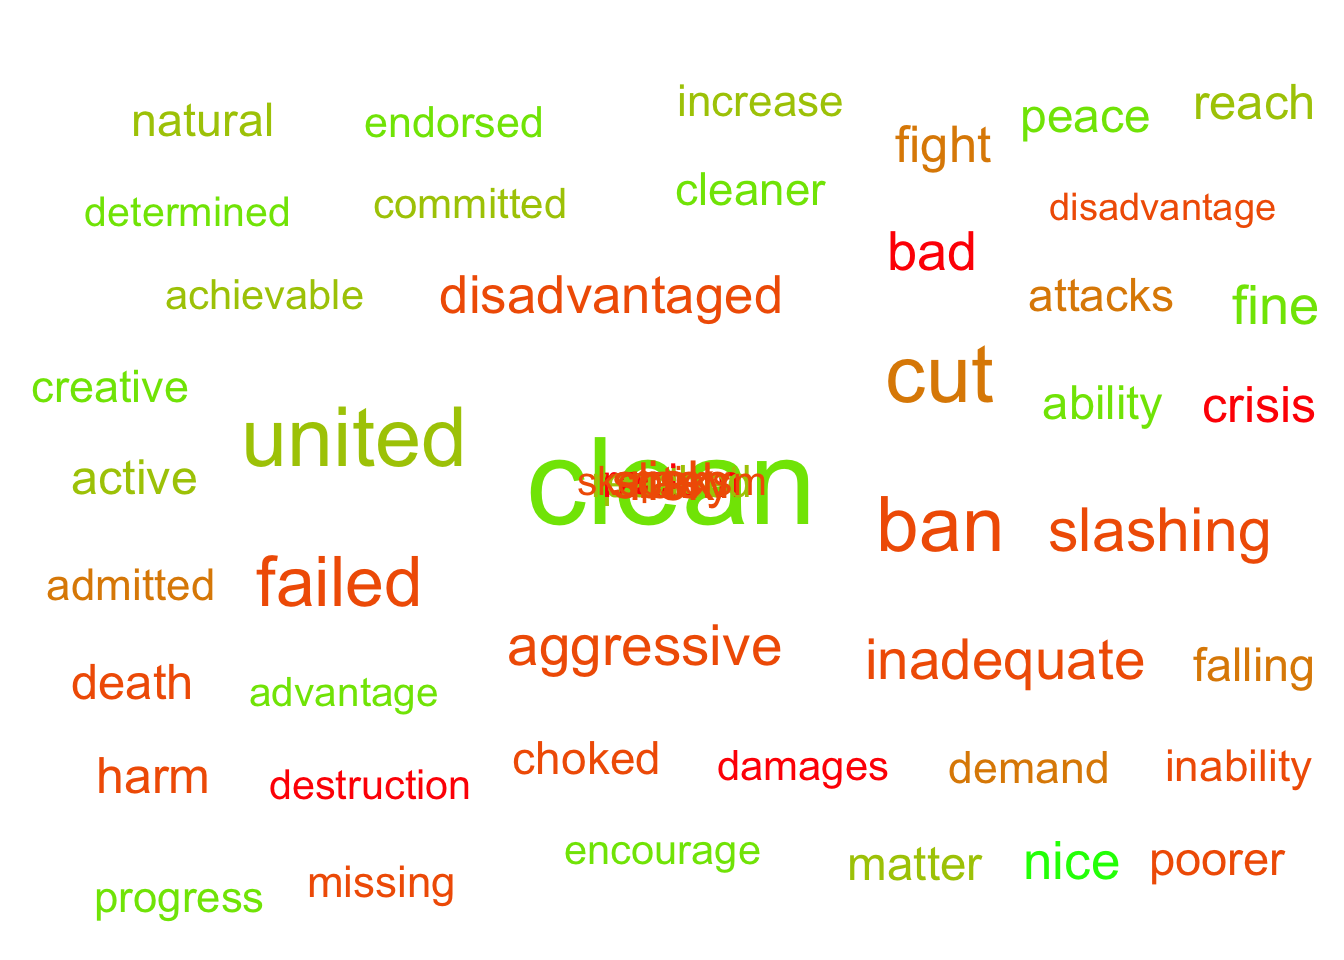 increase
reach
natural
endorsed
peace
fight
cleaner
committed
disadvantage
determined
bad
achievable
disadvantaged
attacks
fine
cut
creative
ability
crisis
united
active
clean
ban
slashing
admitted
failed
aggressive
inadequate
falling
death
advantage
choked
damages
demand
inability
harm
destruction
encourage
matter
nice
poorer
progress
missing